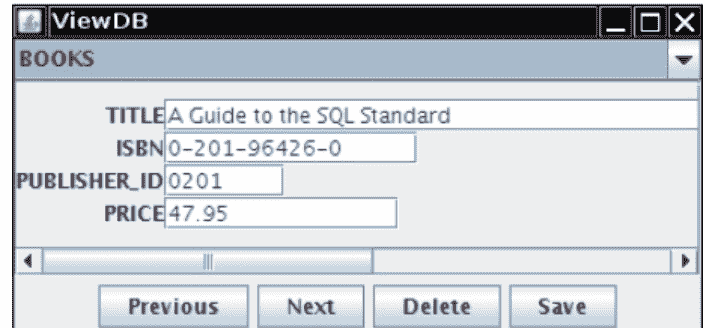 ViewDB
BOOKS
TITLE A Guide to the SQL Standard
ISBN 0-201-96426-0
PUBLISHER_ID 0201
PRICE 47.95
Previous Next Delete Save